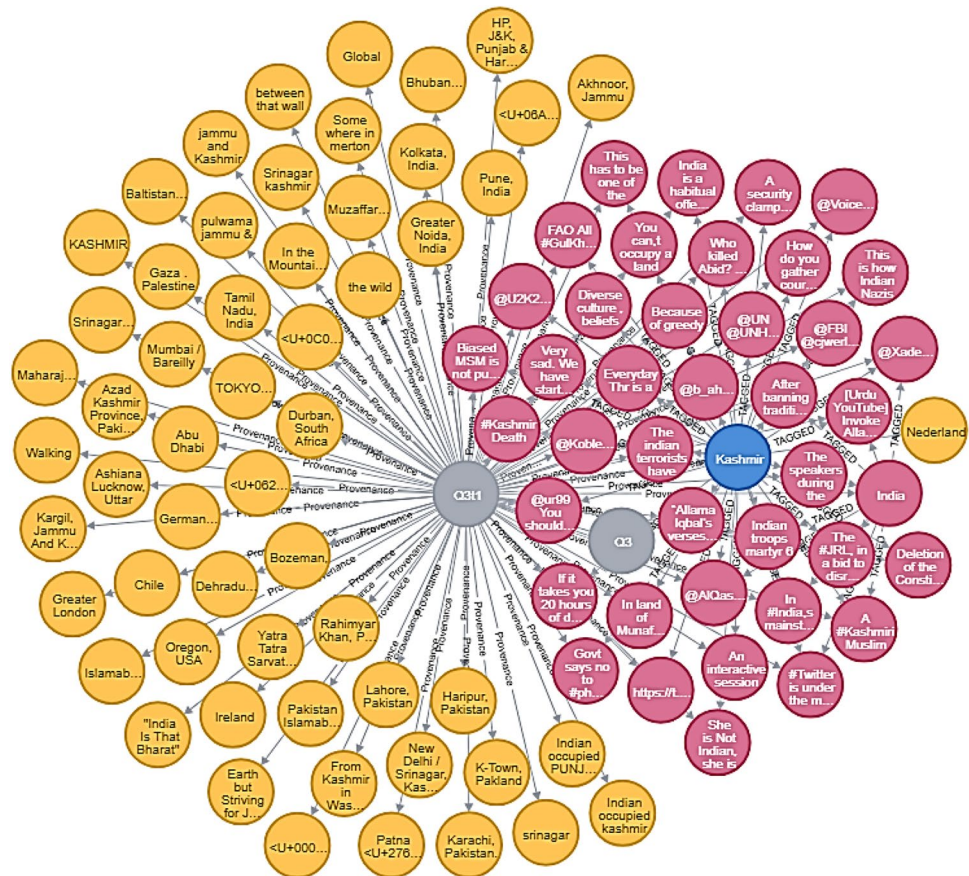 Global
HP,
J&K,
Punjab &
Har...
Bhuban...
Akhnoor,
Jammu
between
that wall
<U+06A...
Some
where in
merton
jammu
and
Kashmir
Kolkata,
India.
Srinagar
kashmir
Pune,
India
Baltistan...
Muzaffar...
pulwama
jammu &
Greater
Noida,
India
KASHMIR
In the
Mountai...
Gaza .
Palestine
the wild
Tamil
Nadu,
India
Srinagar...
<U+0C0...
Mumbai /
Bareilly
Maharaj...
TOKYO...
Azad
Kashmir
Province,
Paki...
Durban,
South
Africa
Abu
Dhabi
Walking
Ashiana
Lucknow,
Uttar
<U+062...
Kargil,
Jammu
And K...
German...
Bozeman,
Chile
Dehradu...
Greater
London
Rahimyar
Khan, P...
Yatra
Tatra
Sarvat...
Oregon,
USA
Islamab...
Lahore,
Pakistan
Haripur,
Pakistan
Pakistan
Islamab...
Ireland
"India
Is That
Bharat"
New
Delhi /
Srinagar,
Kas...
K-Town,
Pakland
Indian
occupied
PUNJ...
From
Kashmir
in
Was...
Earth
but
Striving
for J...
Indian
occupied
kashmir
srinagar
Karachi,
Pakistan.
Patna
<U+276...
<U+000...
Nederland
This
has to be
one of
the
India
is a
habitual
offe...
A
security
clamp...
@Voice...
FAO All
#GulKh...
You
can,t
occupy a
land
Who
killed
Abid? ...
How
do you
gather
cour...
This is
how
Indian
Nazis
@U2K2...
Diverse
culture ,
beliefs
Because
of greedy
@UN
@UNH...
@FBI
@cjwerl...
@Xade...
Biased
MSM is
not pu...
Very
sad. We
have
start...
Everyday
Thr is a
@b_ah...
After
banning
traditi...
[Urdu
YouTube]
Invoke
Alla...
#Kashmir
Death
@Koble...
The
indian
terrorists
have
Kashmir
The
speakers
during
the
India
Q3t1
@ur99
You
should...
Q3
"Allama
Iqbal's
verses...
Indian
troops
martyr 6
The
#JRL, in
a bid to
disr...
Deletion
of the
Consti...
If it
takes you
20 hours
of d...
In land
of
Munaf...
@AlQas...
In
#India,s
mainst...
A
#Kashmiri
Muslim
Govt
says no
to
#ph...
https://t....
An
interactive
session
#Twitter
is under
the m...
She
is Not
Indian,
she is
Provenance
TAGGED